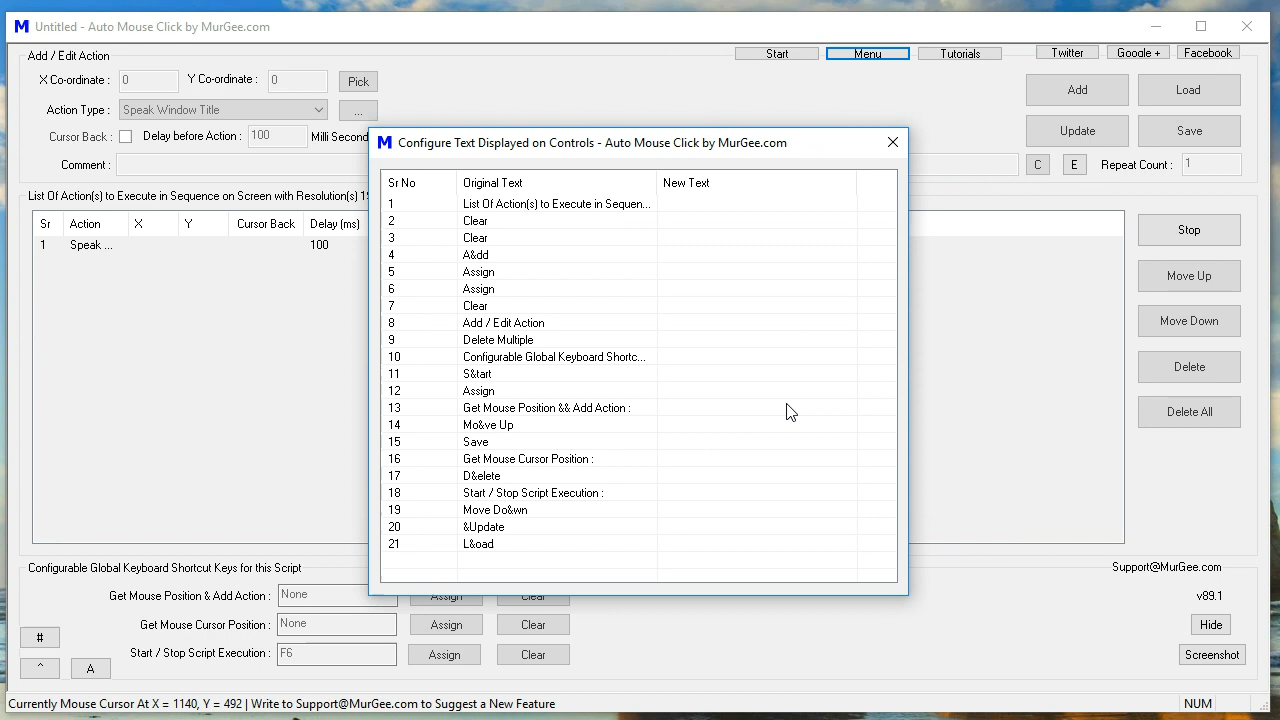 M Untitled - Auto Mouse Click by MurGee.com
Add / Edit Action
Start
Menu
Tutorials
Twitter
Google +
Facebook
X Co-ordinate : 0 Y Co-ordinate : 0 Pick
Add
Load
Action Type : Speak Window Title ...
Cursor Back : Delay before Action : 100 Milli Second
Update
Save
Comment :
C E Repeat Count : 1
List Of Action(s) to Execute in Sequence on Screen with Resolution(s) 1
Sr Action X Y Cursor Back Delay (ms)
1 Speak ... 100
Stop
Move Up
Move Down
Delete
Delete All
M Configure Text Displayed on Controls - Auto Mouse Click by MurGee.com
Sr No Original Text New Text
1 List Of Action(s) to Execute in Sequen...
2 Clear
3 Clear
4 A&dd
5 Assign
6 Assign
7 Clear
8 Add / Edit Action
9 Delete Multiple
10 Configurable Global Keyboard Shortc...
11 S&tart
12 Assign
13 Get Mouse Position && Add Action :
14 Mo&ve Up
15 Save
16 Get Mouse Cursor Position :
17 D&elete
18 Start / Stop Script Execution :
19 Move Do&wn
20 &Update
21 L&oad
Configurable Global Keyboard Shortcut Keys for this Script
Support@MurGee.com
Get Mouse Position & Add Action : None Assign Clear
v89.1
Get Mouse Cursor Position : None Assign Clear
Hide
#
Start / Stop Script Execution : F6 Assign Clear
Screenshot
^ A
Currently Mouse Cursor At X = 1140, Y = 492 | Write to Support@MurGee.com to Suggest a New Feature
NUM